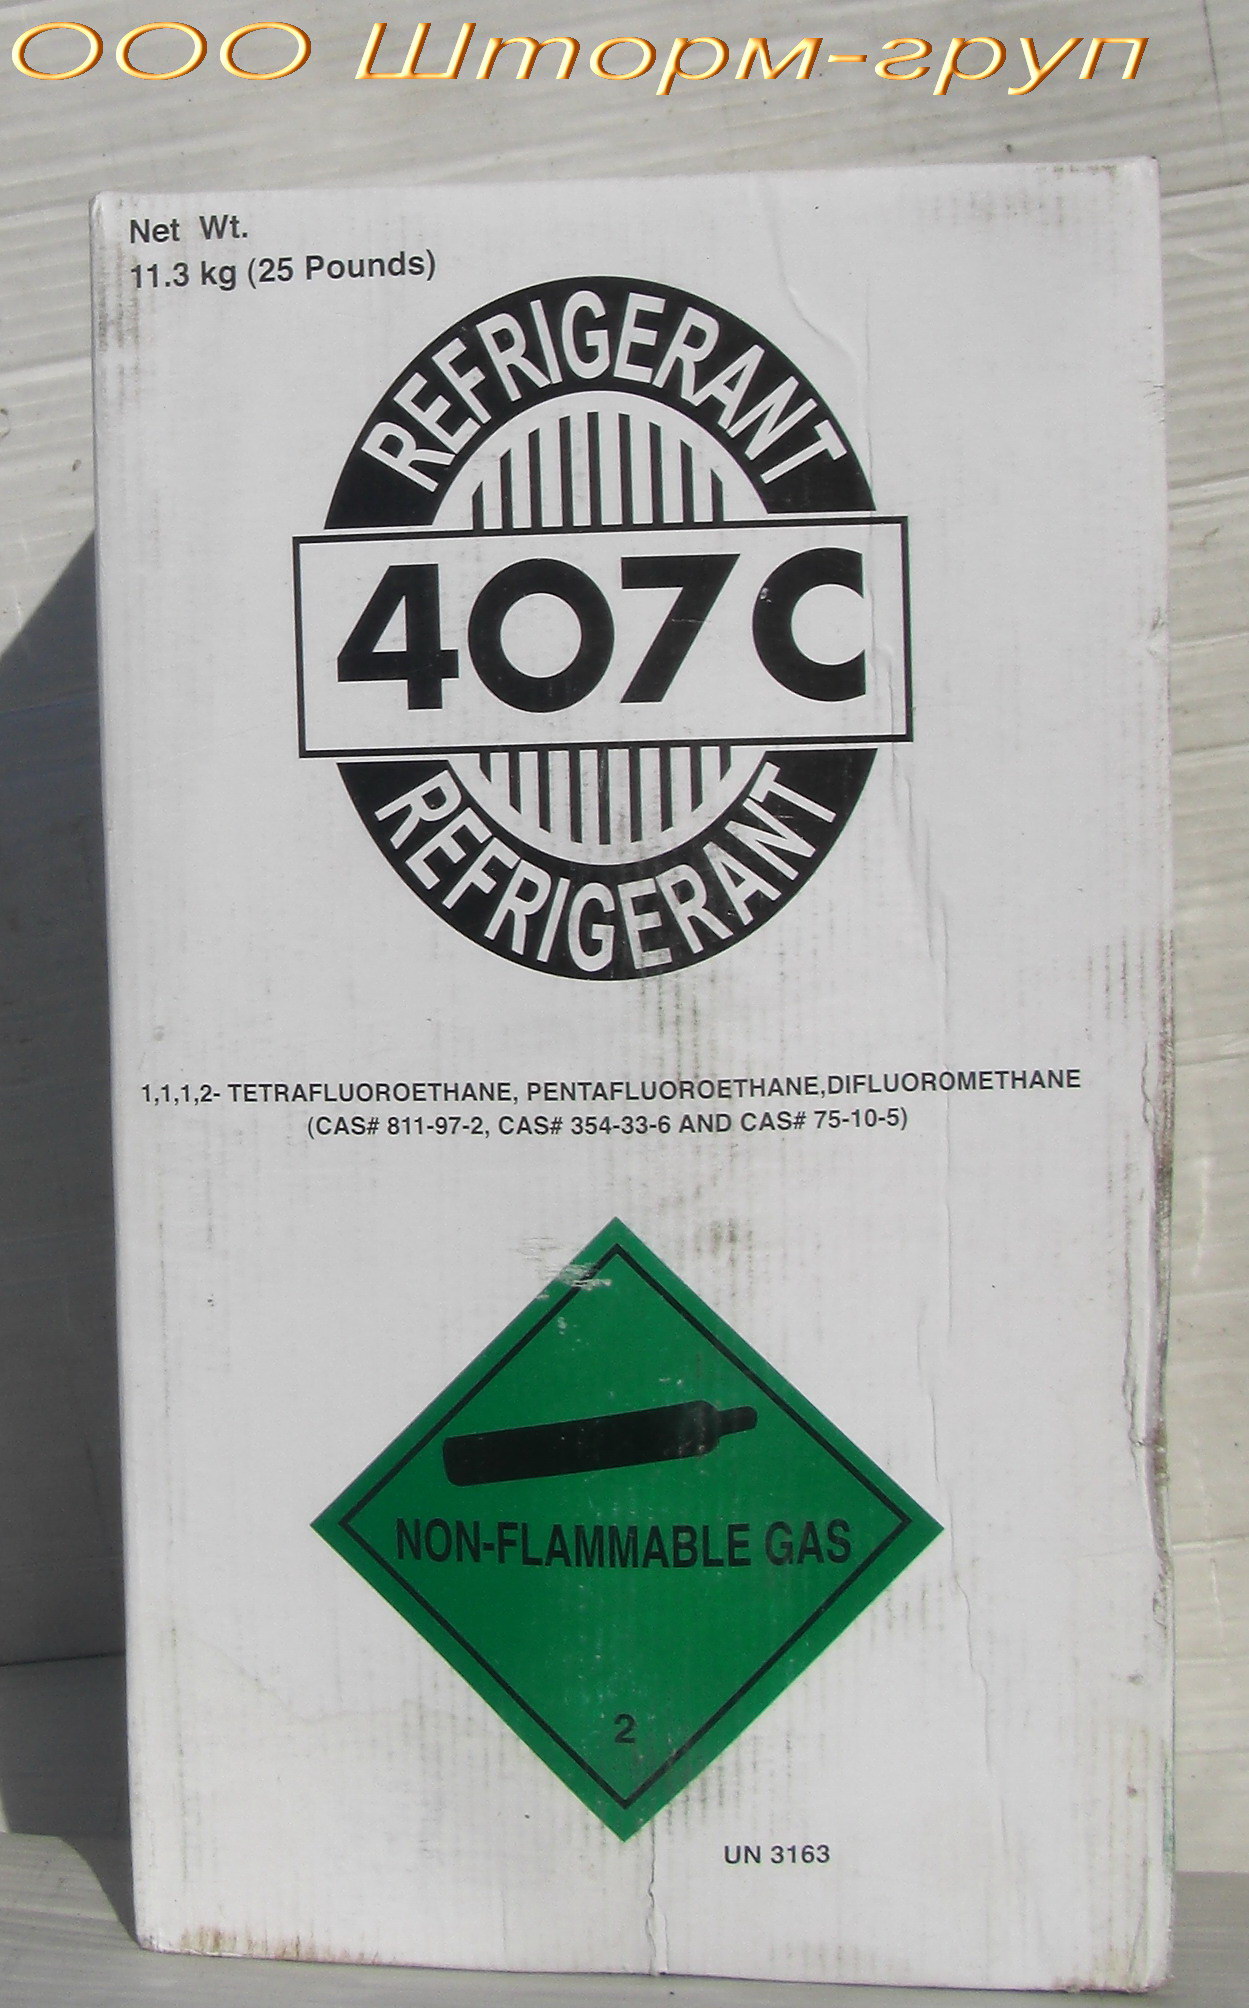 ООО Шторм-груп
Net Wt.
11.3 kg (25 Pounds)
REFRIGERANT
407C
REFRIGERANT
1,1,1,2- TETRAFLUOROETHANE, PENTAFLUOROETHANE,DIFLUOROMETHANE
(CAS# 811-97-2, CAS# 354-33-6 AND CAS# 75-10-5)
NON-FLAMMABLE GAS
2
UN 3163